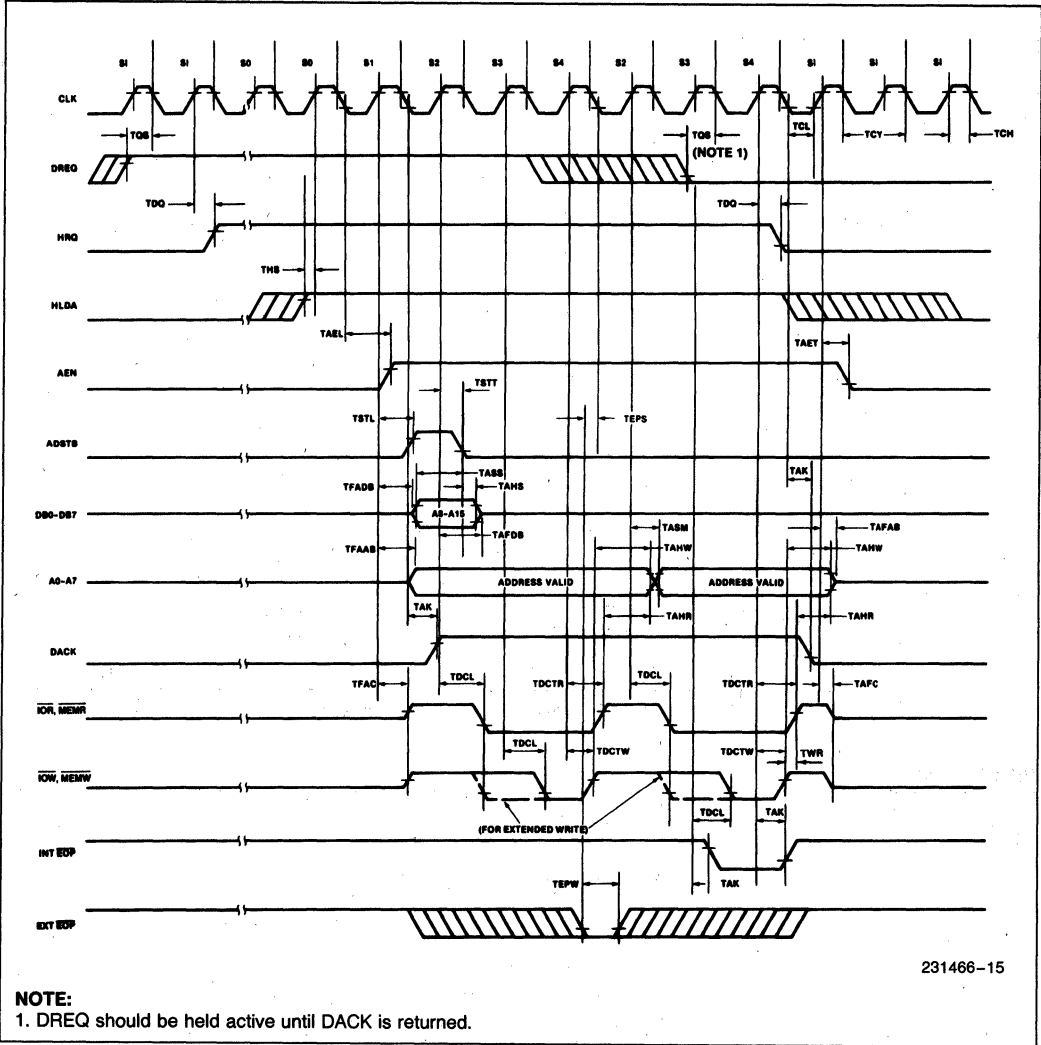 SI SI S0 S0 S1 S2 S3 S4 S2 S3 S4 SI SI SI
CLK
TQS TQS TCL TCY TCH
(NOTE 1)
DREQ
TDQ TDQ
HRQ
THS
HLDA
TAEL TAET
AEN
TSTT
TSTL TEPS
ADSTB
TASS TAK
TFADB TAHS
DB0-DB7 A8-A15
TAFDB TASM TAFAB
TFAAB TAHW TAHW
A0-A7 ADDRESS VALID ADDRESS VALID
TAK TAHR TAHR
DACK
TFAC TDCL TDCTR TDCL TDCTR TAFC
IOR, MEMR
TDCL TDCTW TDCTW TWR
IOW, MEMW
(FOR EXTENDED WRITE) TDCL TAK
INT EOP
TEPW TAK
EXT EOP
231466-15
NOTE:
1. DREQ should be held active until DACK is returned.